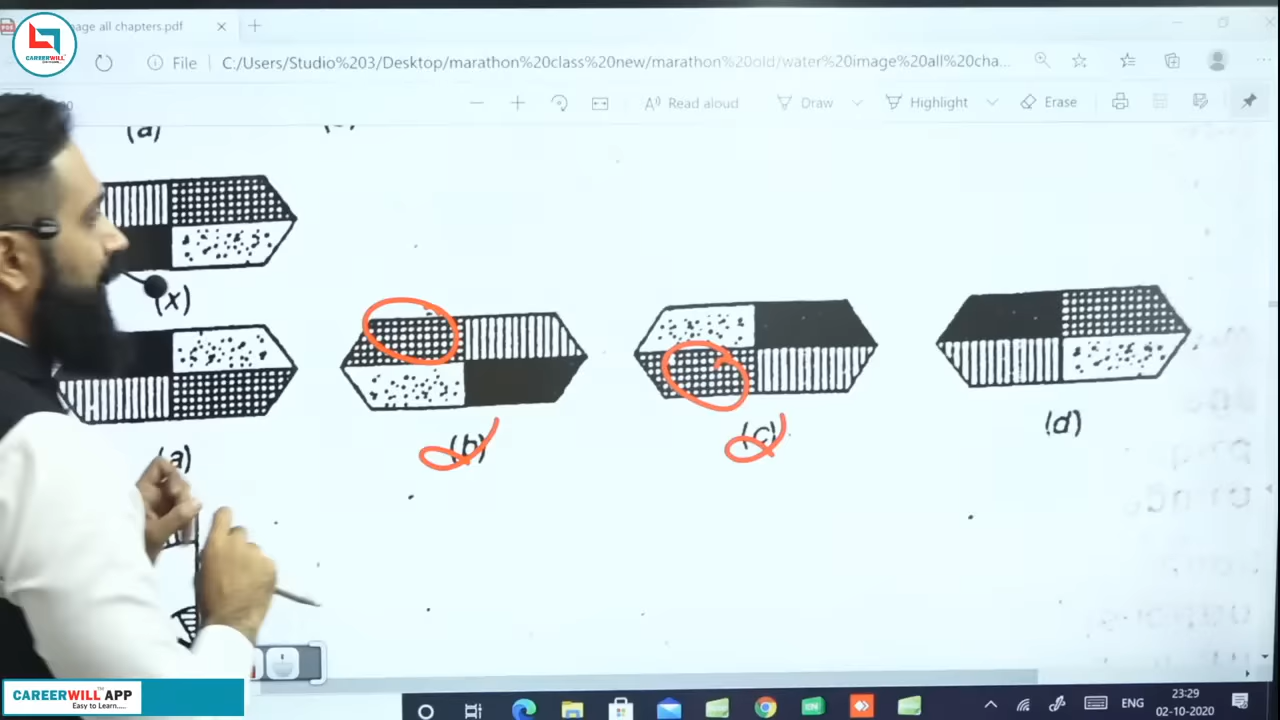 page all chapters.pdf
CAREERWILL
File
C:/Users/Studio%203/Desktop/marathon%20class%20new/marathon%20old/water%20image%20all%20cha...
Read aloud
Draw
Highlight
Erase
(a)
(x)
(a)
(b)
(c)
(d)
CAREERWILL APP
Easy to Learn.....
ENG
23:29
02-10-2020